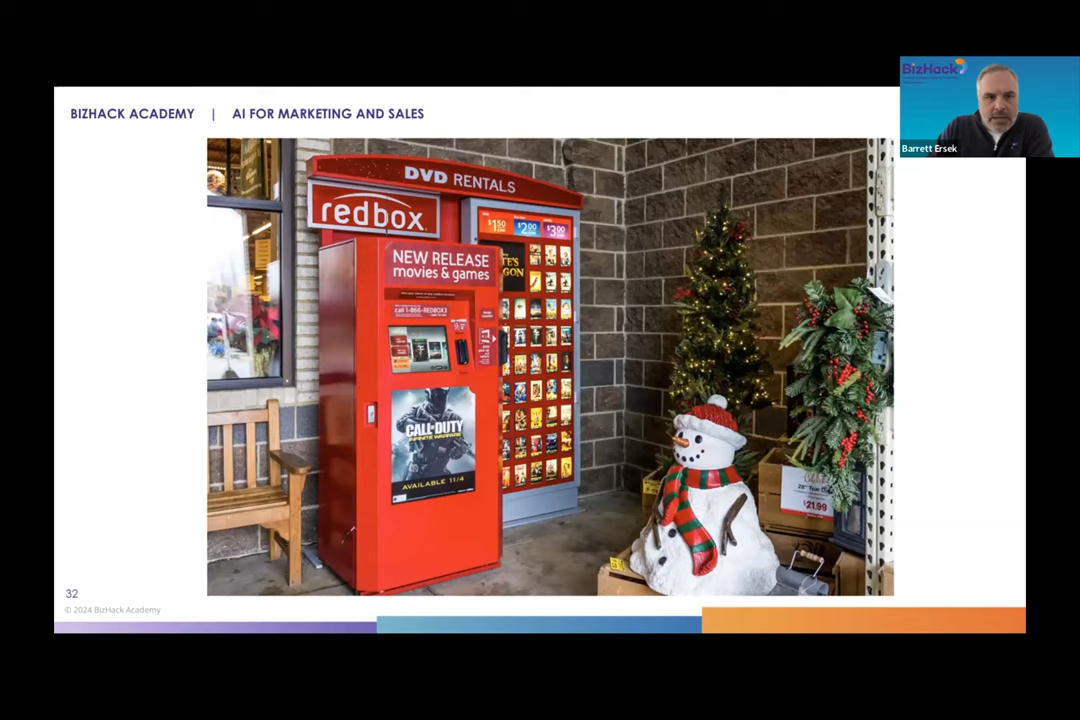 BIZHACK ACADEMY | AI FOR MARKETING AND SALES
BizHack
Barrett Ersek
DVD RENTALS
redbox.
$1.50
$2.00
$3.00
NEW RELEASE
movies & games
call 1-866-REDBOX3
CALL OF DUTY
INFINITE WARFARE
AVAILABLE 11/4
$21.99
32
© 2024 BizHack Academy